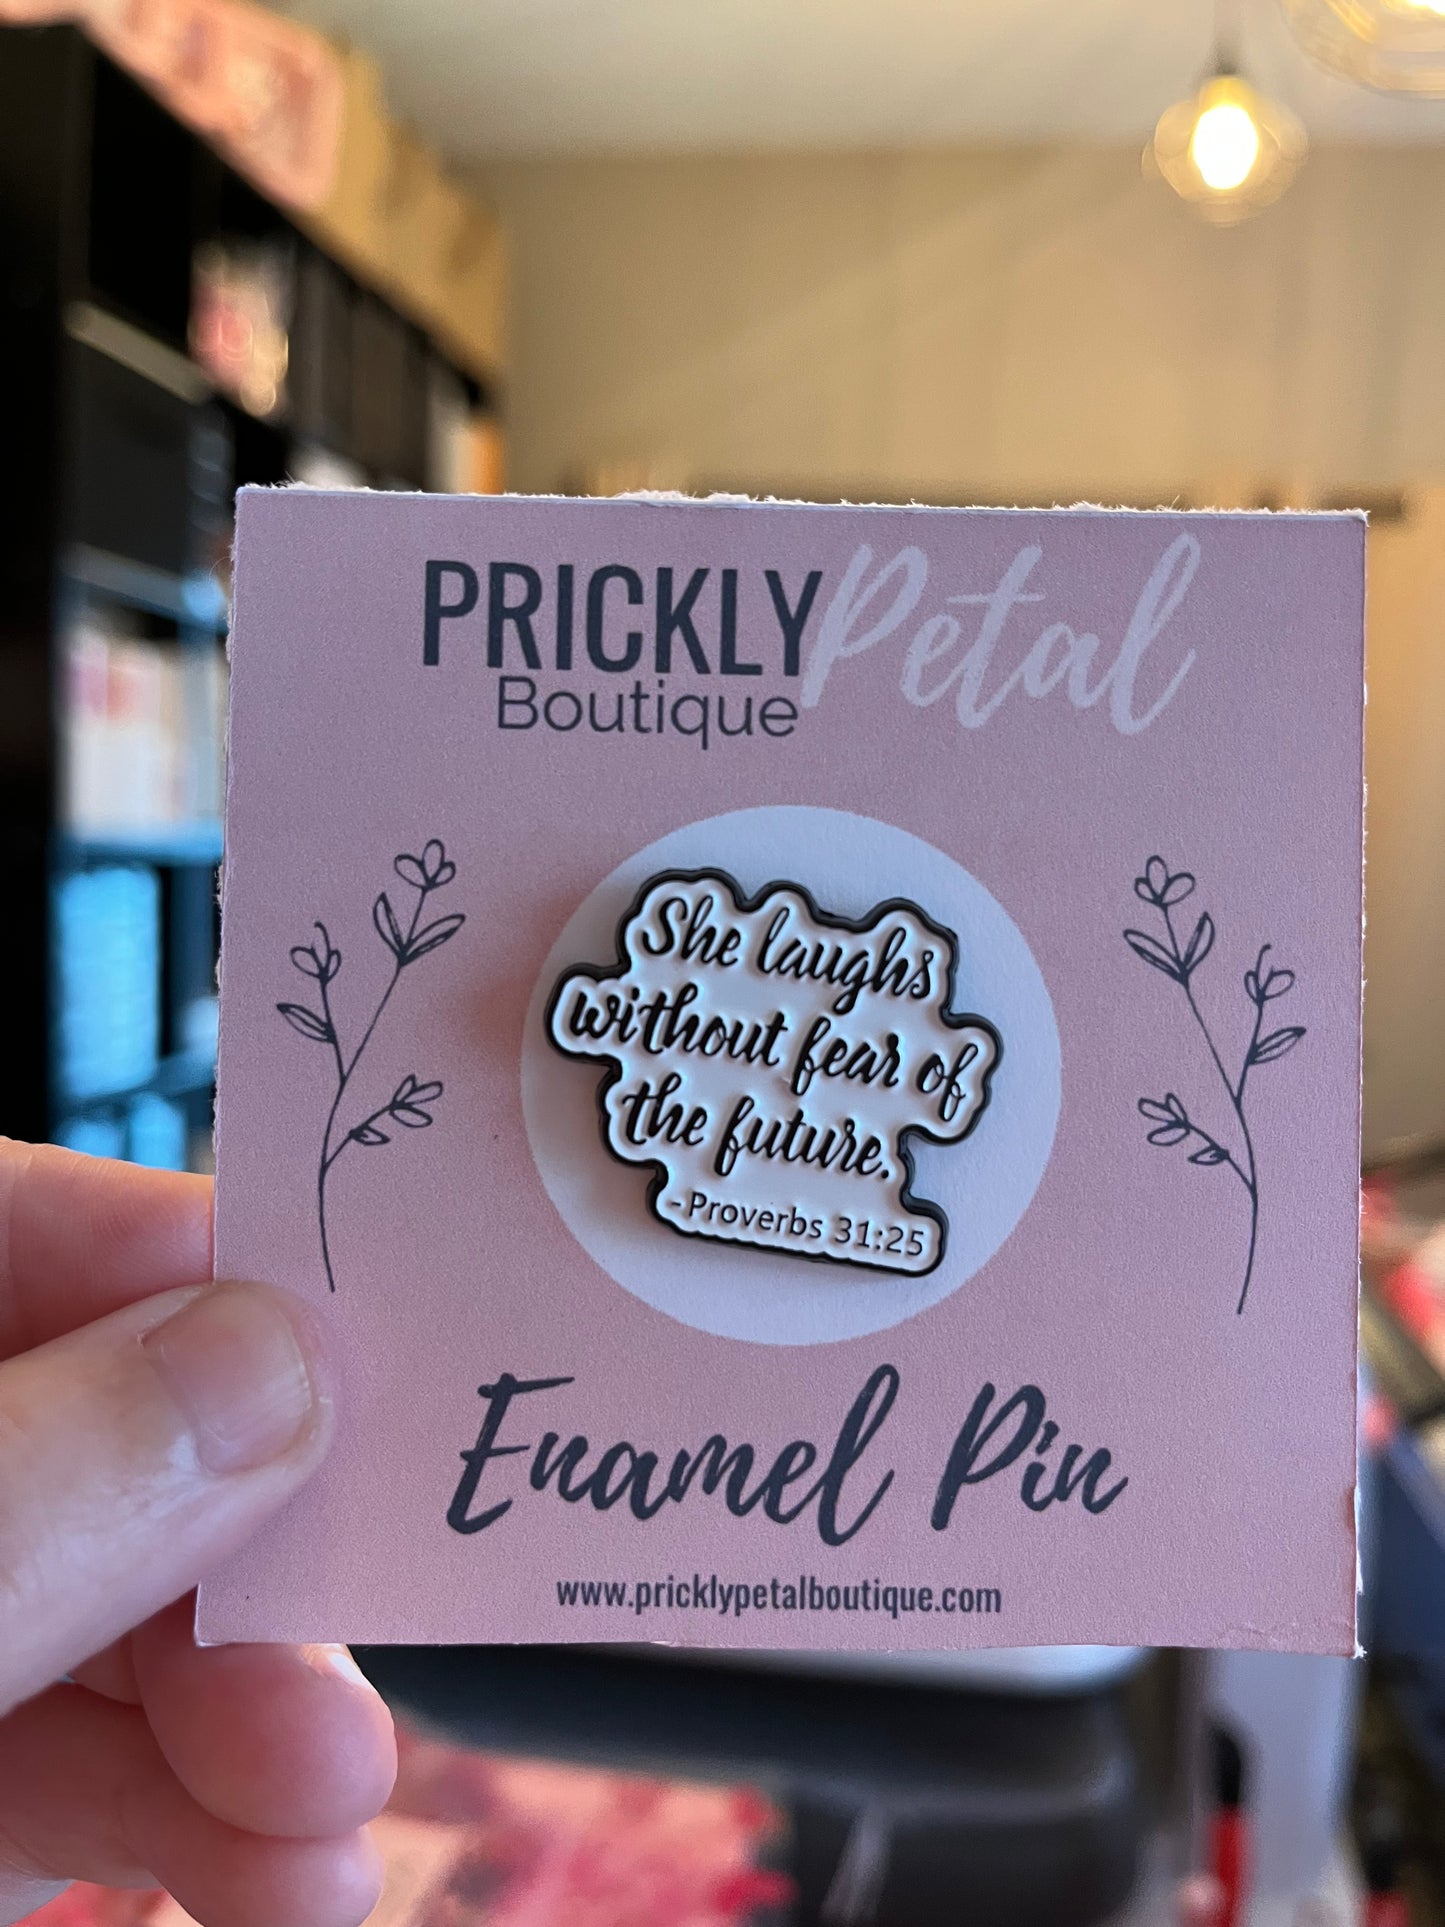 PRICKLY Petal
Boutique
She laughs
without fear of
the future.
-Proverbs 31:25
Enamel Pin
www.pricklypetalboutique.com